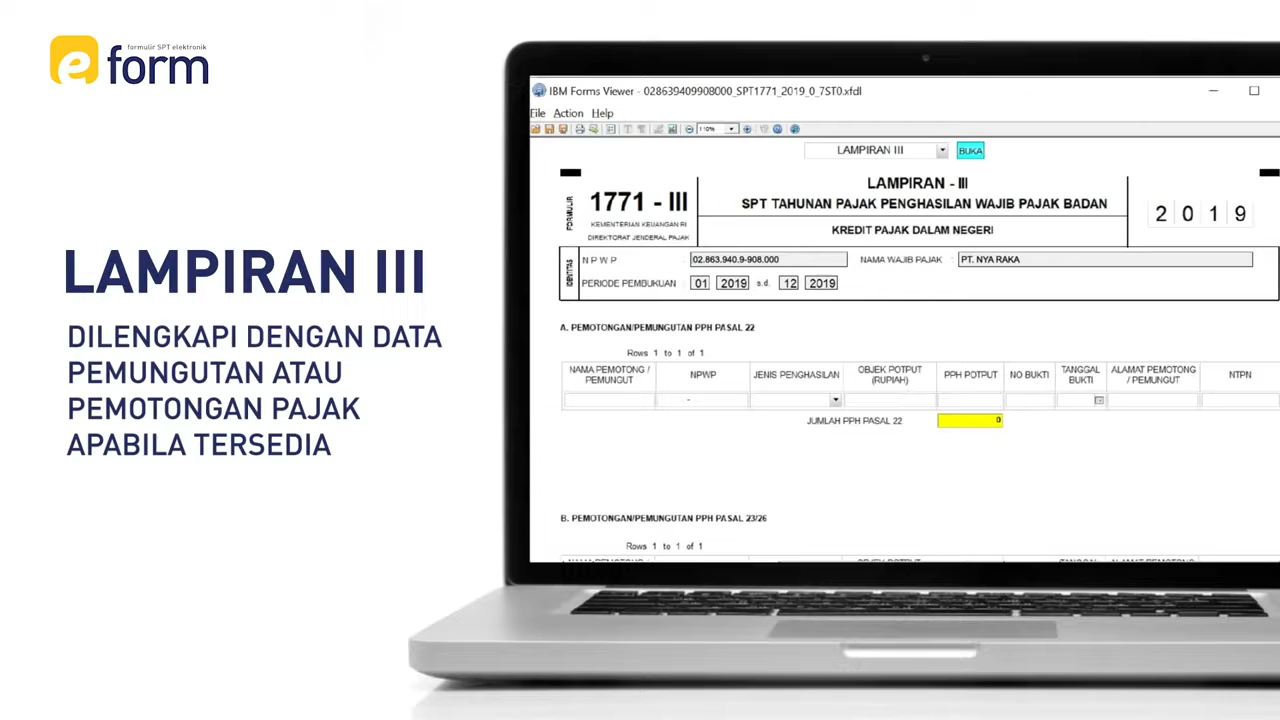 formulir SPT elektronik
e form
LAMPIRAN III
DILENGKAPI DENGAN DATA
PEMUNGUTAN ATAU
PEMOTONGAN PAJAK
APABILA TERSEDIA
IBM Forms Viewer - 028639409908000_SPT1771_2019_0_7ST0.xfdl
File Action Help
110%
LAMPIRAN III BUKA
FORMULIR
1771 - III
KEMENTERIAN KEUANGAN RI
DIREKTORAT JENDERAL PAJAK
LAMPIRAN - III
SPT TAHUNAN PAJAK PENGHASILAN WAJIB PAJAK BADAN
KREDIT PAJAK DALAM NEGERI
2 0 1 9
IDENTITAS
N P W P : 02.863.940.9-908.000 NAMA WAJIB PAJAK : PT. NYA RAKA
PERIODE PEMBUKUAN : 01 2019 s.d. 12 2019
A. PEMOTONGAN/PEMUNGUTAN PPH PASAL 22
Rows 1 to 1 of 1
NAMA PEMOTONG / PEMUNGUT NPWP JENIS PENGHASILAN OBJEK POTPUT (RUPIAH) PPH POTPUT NO BUKTI TANGGAL BUKTI ALAMAT PEMOTONG / PEMUNGUT NTPN
-
JUMLAH PPH PASAL 22 0
B. PEMOTONGAN/PEMUNGUTAN PPH PASAL 23/26
Rows 1 to 1 of 1